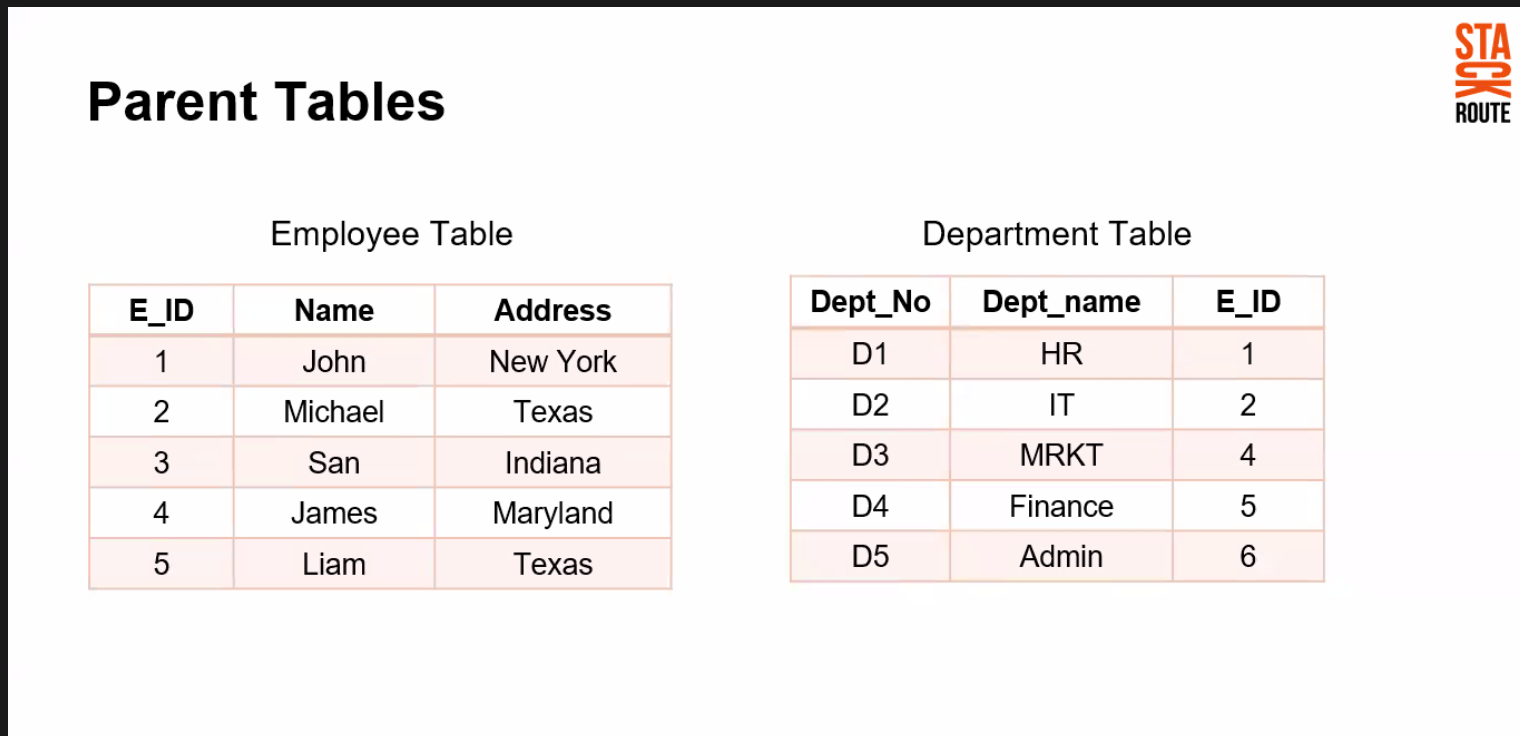 STACK
ROUTE
Parent Tables
Employee Table
E_ID Name Address
1 John New York
2 Michael Texas
3 San Indiana
4 James Maryland
5 Liam Texas
Department Table
Dept_No Dept_name E_ID
D1 HR 1
D2 IT 2
D3 MRKT 4
D4 Finance 5
D5 Admin 6